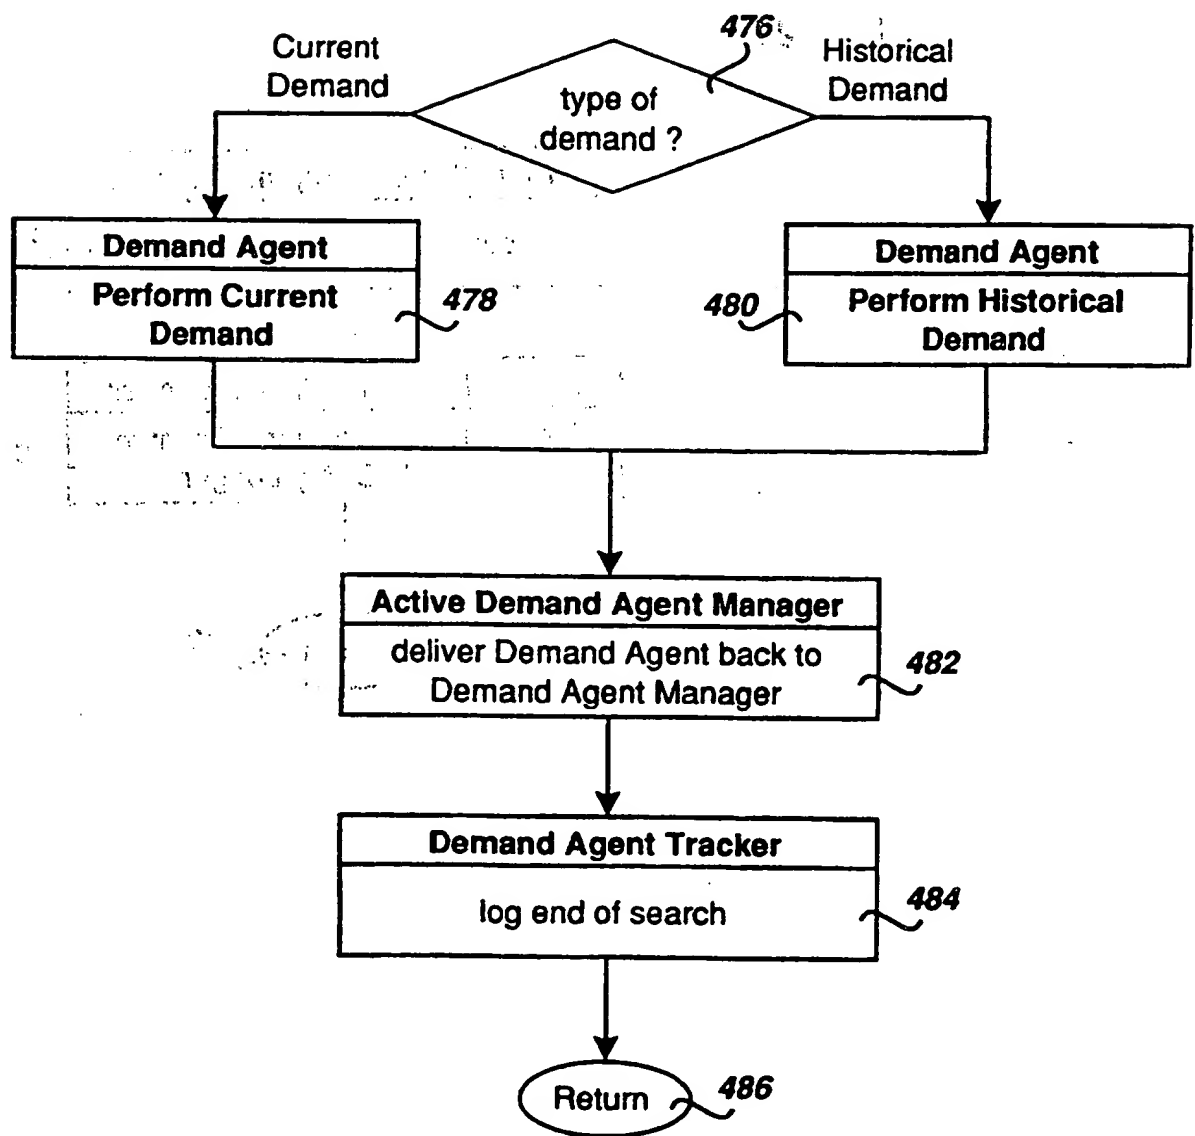 476
Current
Demand
type of
demand ?
Historical
Demand
Demand Agent
Perform Current
Demand
478
Demand Agent
480
Perform Historical
Demand
Active Demand Agent Manager
deliver Demand Agent back to
Demand Agent Manager
482
Demand Agent Tracker
log end of search
484
Return
486